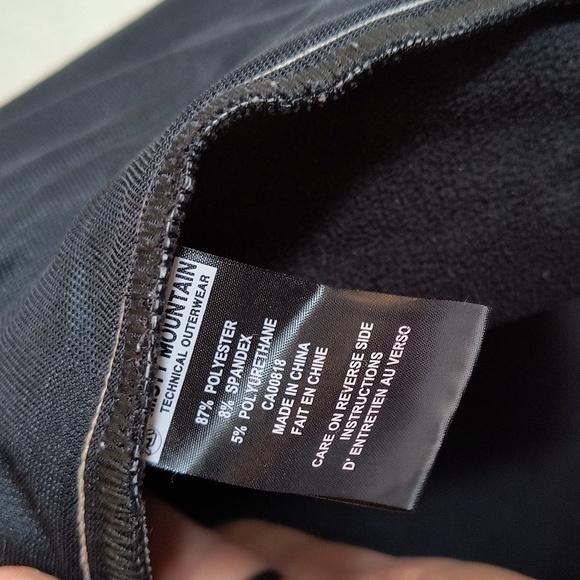 MISTY MOUNTAIN
TECHNICAL OUTERWEAR
87% POLYESTER
8% SPANDEX
5% POLYURETHANE
CA00818
MADE IN CHINA
FAIT EN CHINE
CARE ON REVERSE SIDE
INSTRUCTIONS
D' ENTRETIEN AU VERSO